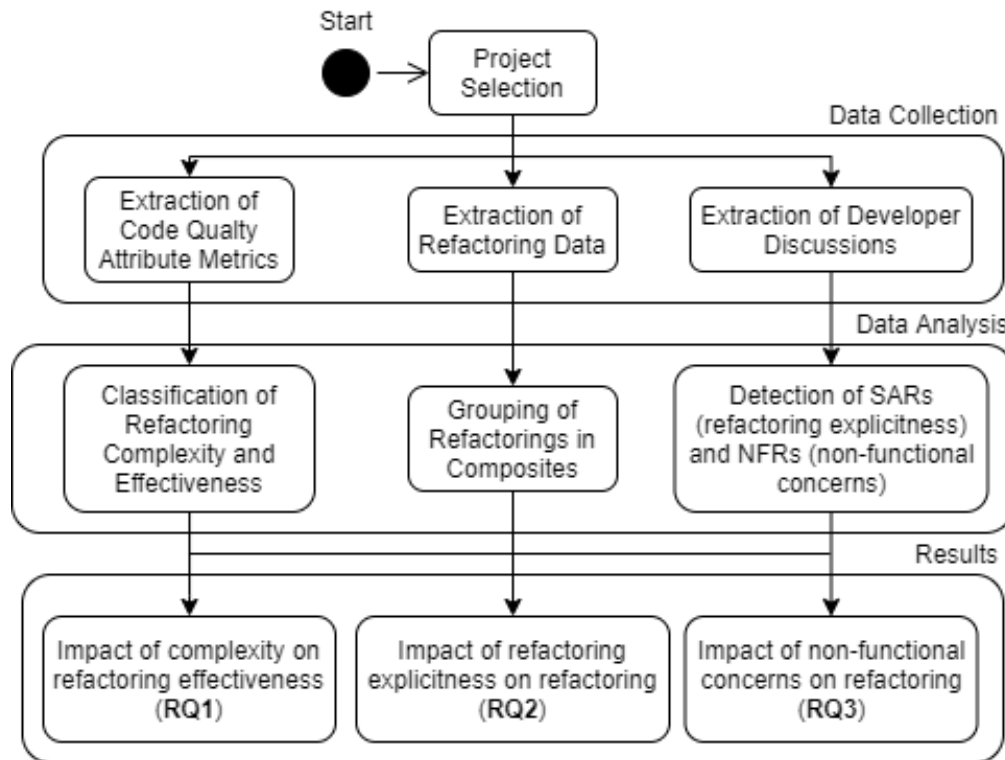 Start
Project
Selection
Data Collection
Extraction of
Code Qualty
Attribute Metrics
Extraction of
Refactoring Data
Extraction of Developer
Discussions
Data Analysis
Classification of
Refactoring
Complexity and
Effectiveness
Grouping of
Refactorings in
Composites
Detection of SARs
(refactoring explicitness)
and NFRs (non-functional
concerns)
Results
Impact of complexity on
refactoring effectiveness
(RQ1)
Impact of refactoring
explicitness on refactoring
(RQ2)
Impact of non-functional
concerns on refactoring
(RQ3)